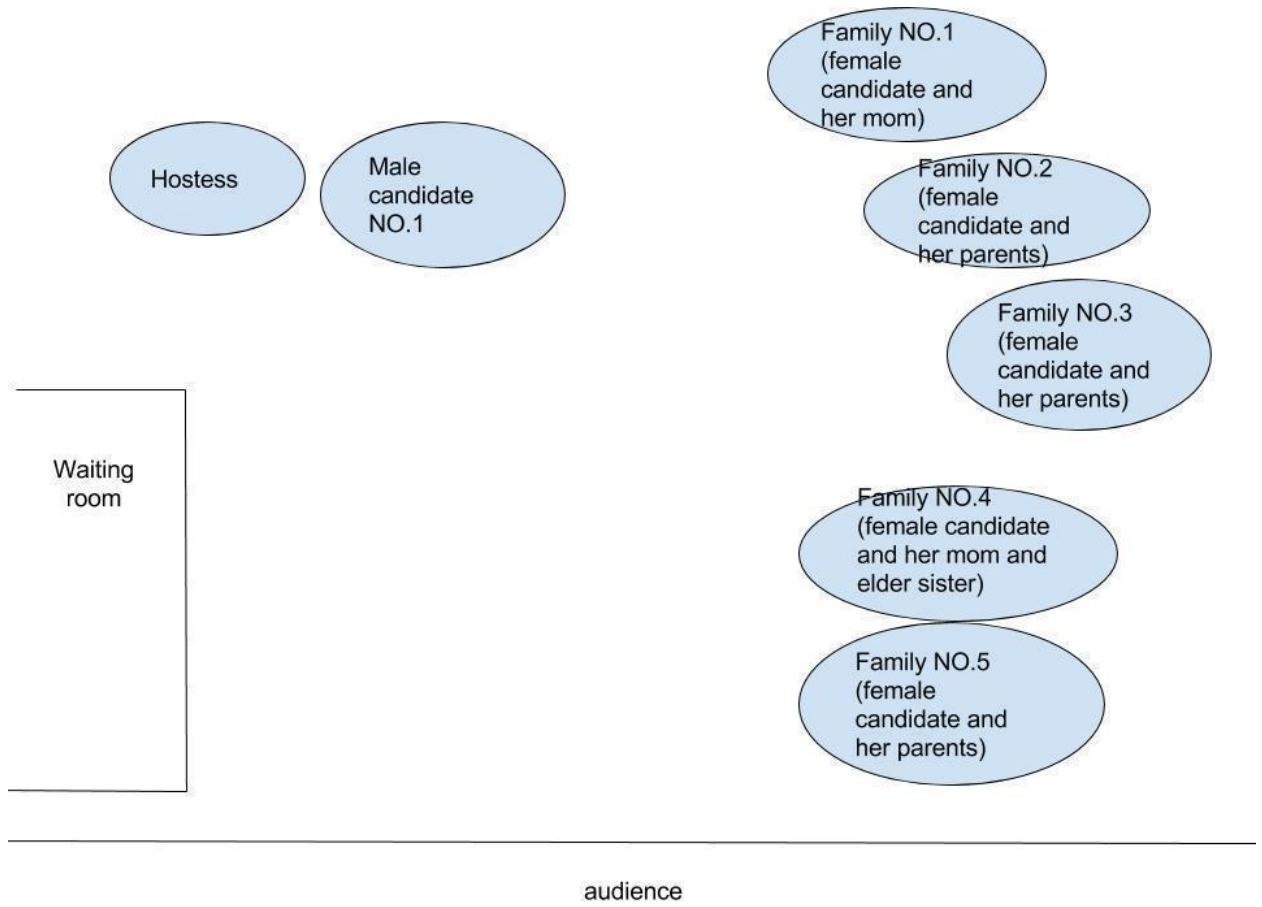 Family NO.1
(female
candidate and
her mom)
Hostess
Male
candidate
NO.1
Family NO.2
(female
candidate and
her parents)
Family NO.3
(female
candidate and
her parents)
Waiting
room
Family NO.4
(female candidate
and her mom and
elder sister)
Family NO.5
(female
candidate and
her parents)
audience